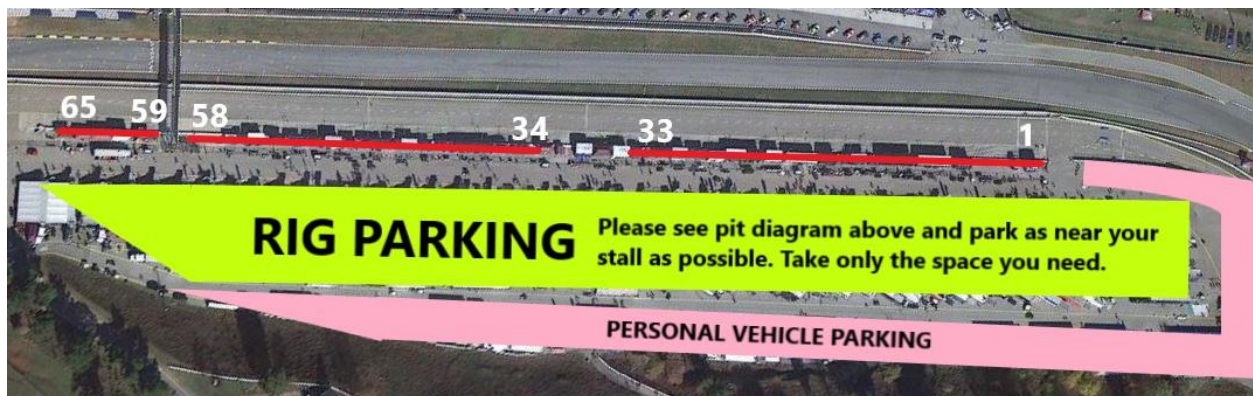 65 59 58 34 33 1
RIG PARKING
Please see pit diagram above and park as near your
stall as possible. Take only the space you need.
PERSONAL VEHICLE PARKING